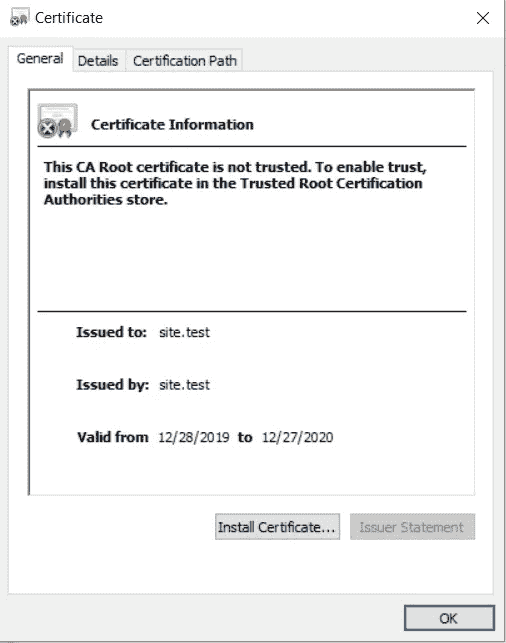 Certificate
General
Details
Certification Path
Certificate Information
This CA Root certificate is not trusted. To enable trust,
install this certificate in the Trusted Root Certification
Authorities store.
Issued to: site.test
Issued by: site.test
Valid from 12/28/2019 to 12/27/2020
Install Certificate...
Issuer Statement
OK